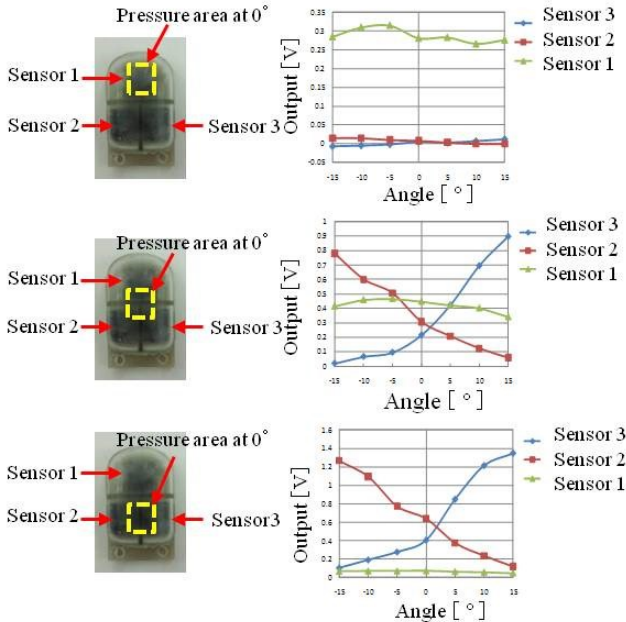 Pressure area at 0°
Sensor 1
Sensor 2
Sensor 3
0.35
0.3
0.25
0.2
0.15
0.1
0.05
0
-0.05
-15 -10 -5 0 5 10 15
Output [V]
Angle [ ° ]
Sensor 3
Sensor 2
Sensor 1
Pressure area at 0°
Sensor 1
Sensor 2
Sensor 3
1
0.9
0.8
0.7
0.6
0.5
0.4
0.3
0.2
0.1
0
-15 -10 -5 0 5 10 15
Output [V]
Angle [ ° ]
Sensor 3
Sensor 2
Sensor 1
Pressure area at 0°
Sensor 1
Sensor 2
Sensor3
1.6
1.4
1.2
1
0.8
0.6
0.4
0.2
0
-15 -10 -5 0 5 10 15
Output [V]
Angle [ ° ]
Sensor 3
Sensor 2
Sensor 1